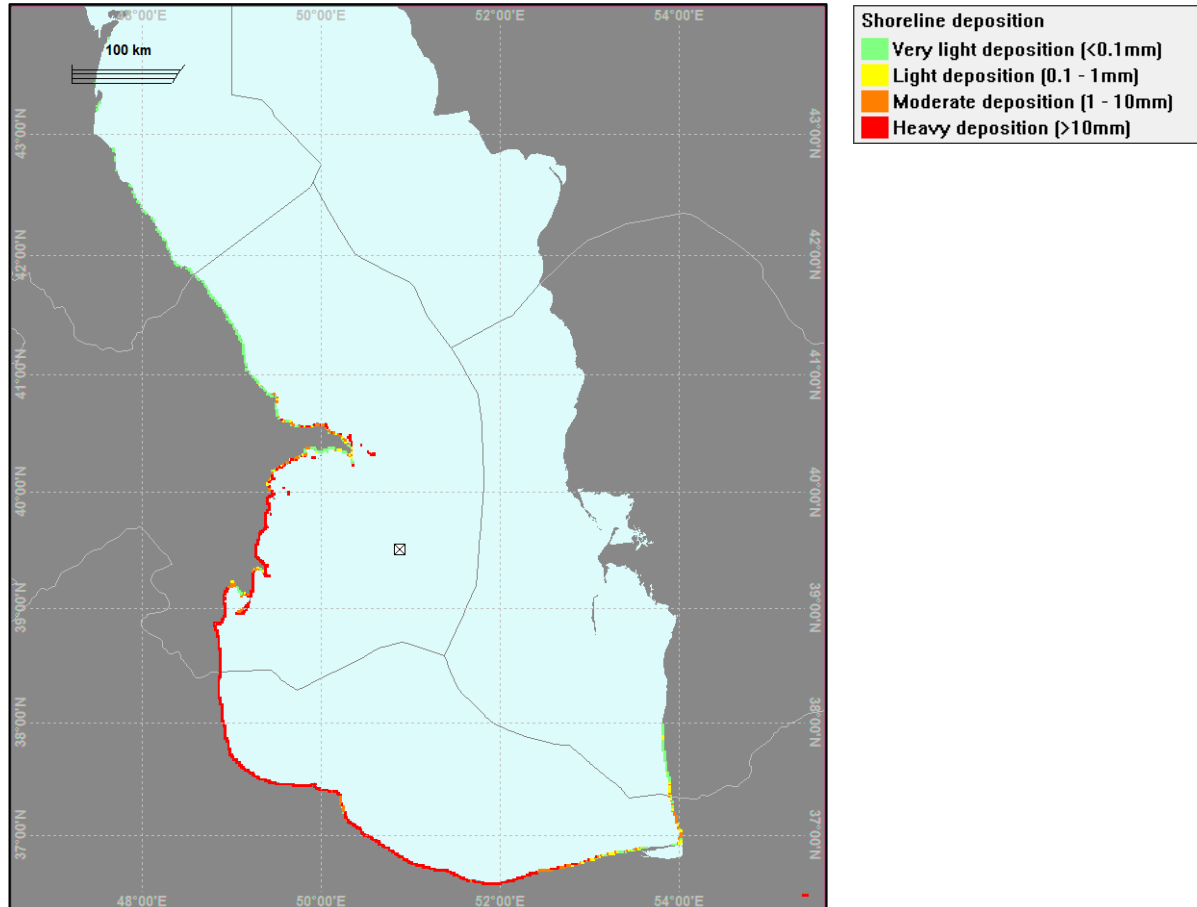 48°00'E 50°00'E 52°00'E 54°00'E
100 km
43°00'N 43°00'N
42°00'N 42°00'N
41°00'N 41°00'N
40°00'N 40°00'N
39°00'N 39°00'N
38°00'N 38°00'N
37°00'N 37°00'N
48°00'E 50°00'E 52°00'E 54°00'E
Shoreline deposition
Very light deposition (<0.1mm)
Light deposition (0.1 - 1mm)
Moderate deposition (1 - 10mm)
Heavy deposition (>10mm)